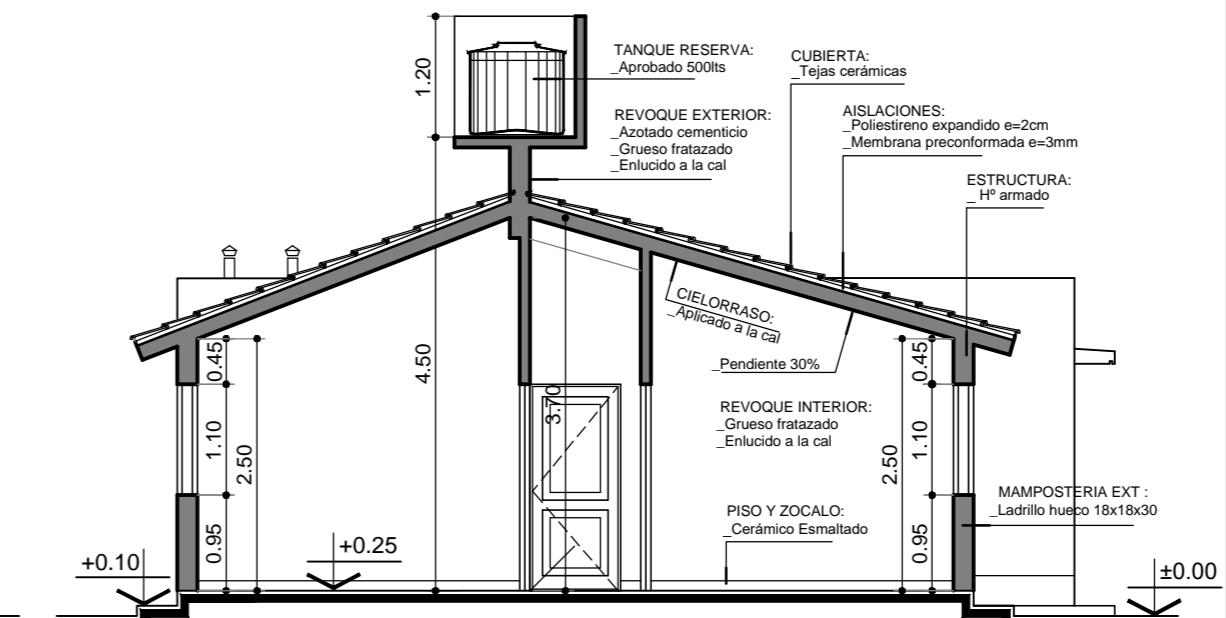 TANQUE RESERVA:
_Aprobado 500lts
CUBIERTA:
_Tejas cerámicas
1.20
REVOQUE EXTERIOR:
_Azotado cementicio
_Grueso fratazado
_Enlucido a la cal
AISLACIONES:
_Poliestireno expandido e=2cm
_Membrana preconformada e=3mm
ESTRUCTURA:
_ Hº armado
CIELORRASO:
_Aplicado a la cal
_Pendiente 30%
0.45
4.50
3.70
0.45
REVOQUE INTERIOR:
_Grueso fratazado
_Enlucido a la cal
1.10
2.50
2.50
1.10
MAMPOSTERIA EXT :
_Ladrillo hueco 18x18x30
PISO Y ZOCALO:
_Cerámico Esmaltado
0.95
0.95
+0.10
+0.25
±0.00